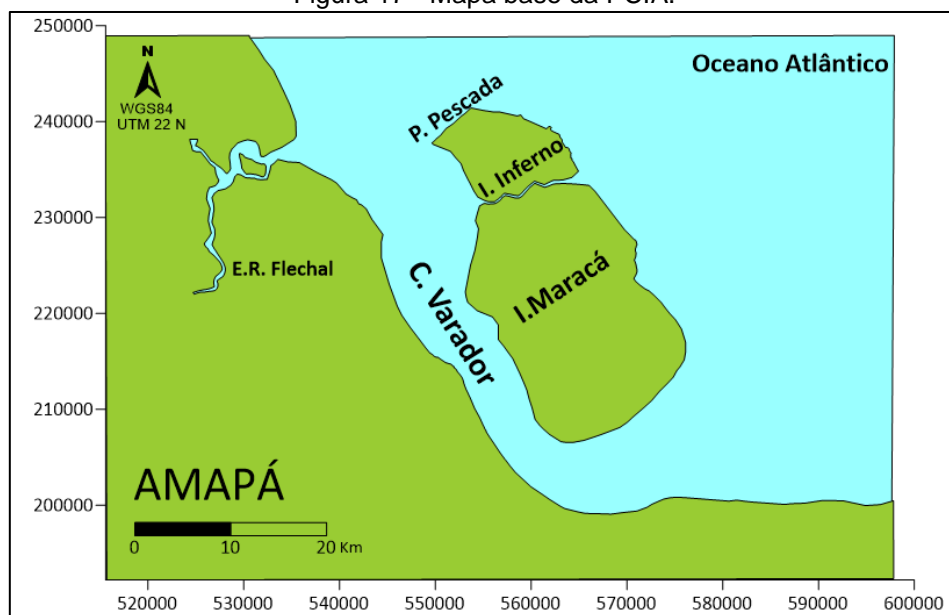 250000
240000
230000
220000
210000
200000
N
WGS84
UTM 22 N
Oceano Atlântico
P. Pescada
I. Inferno
I.Maracá
E.R. Flechal
C. Varador
AMAPÁ
0 10 20 Km
520000 530000 540000 550000 560000 570000 580000 590000 600000